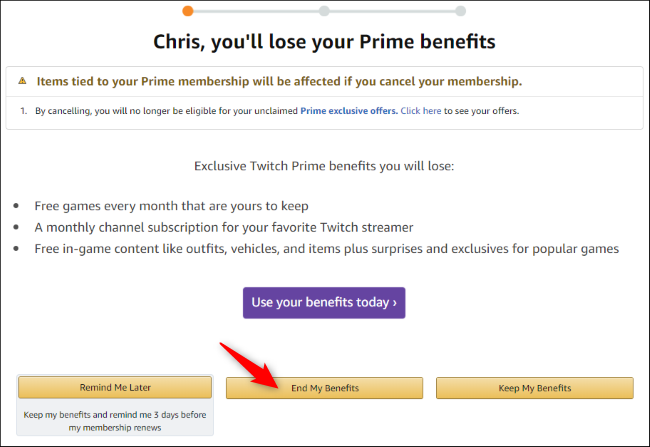 Chris, you'll lose your Prime benefits
⚠ Items tied to your Prime membership will be affected if you cancel your membership.
1. By cancelling, you will no longer be eligible for your unclaimed Prime exclusive offers. Click here to see your offers.
Exclusive Twitch Prime benefits you will lose:
• Free games every month that are yours to keep
• A monthly channel subscription for your favorite Twitch streamer
• Free in-game content like outfits, vehicles, and items plus surprises and exclusives for popular games
Use your benefits today ›
Remind Me Later
End My Benefits
Keep My Benefits
Keep my benefits and remind me 3 days before
my membership renews